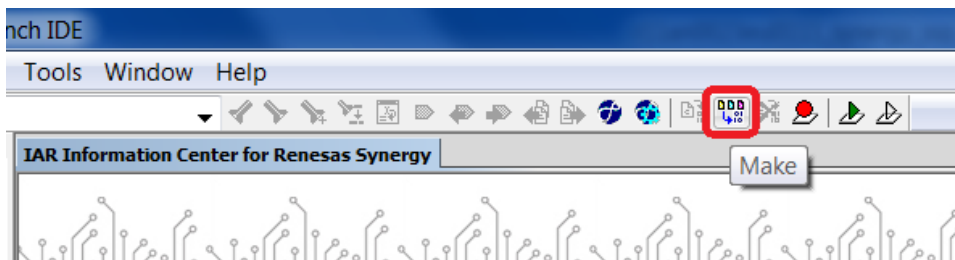 nch IDE
Tools Window Help
IAR Information Center for Renesas Synergy
Make